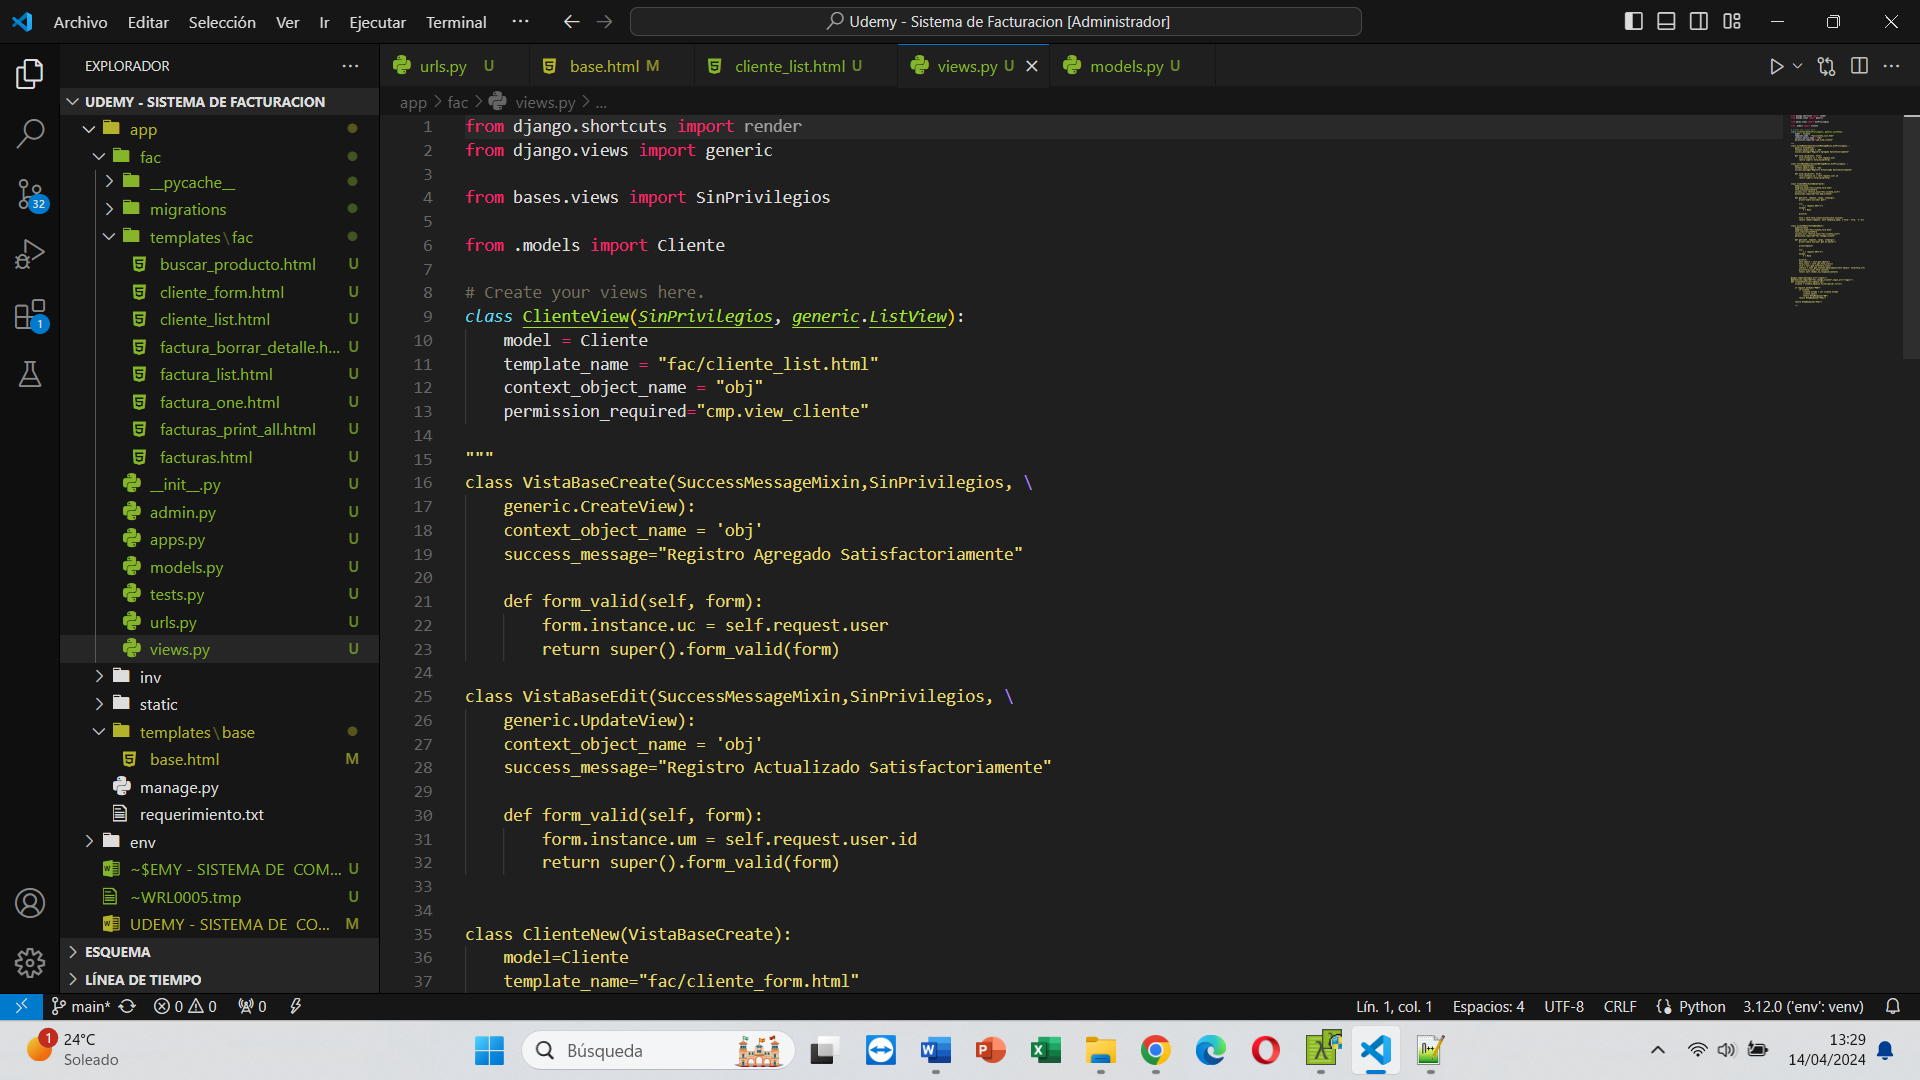 Archivo Editar Selección Ver Ir Ejecutar Terminal ··· Udemy - Sistema de Facturacion [Administrador]
EXPLORADOR
urls.py U
base.html M
cliente_list.html U
views.py U
models.py U
app > fac > views.py > ...
UDEMY - SISTEMA DE FACTURACION
app
fac
__pycache__
migrations
templates\fac
buscar_producto.html U
cliente_form.html U
cliente_list.html U
factura_borrar_detalle.h... U
factura_list.html U
factura_one.html U
facturas_print_all.html U
facturas.html U
__init__.py U
admin.py U
apps.py U
models.py U
tests.py U
urls.py U
views.py U
inv
static
templates\base
base.html M
manage.py
requerimiento.txt
env
~$EMY - SISTEMA DE COM... U
~WRL0005.tmp U
UDEMY - SISTEMA DE CO... M
ESQUEMA
LÍNEA DE TIEMPO
32
1
1 from django.shortcuts import render
2 from django.views import generic
3
4 from bases.views import SinPrivilegios
5
6 from .models import Cliente
7
8 # Create your views here.
9 class ClienteView(SinPrivilegios, generic.ListView):
10 model = Cliente
11 template_name = "fac/cliente_list.html"
12 context_object_name = "obj"
13 permission_required="cmp.view_cliente"
14
15 """
16 class VistaBaseCreate(SuccessMessageMixin,SinPrivilegios, \
17 generic.CreateView):
18 context_object_name = 'obj'
19 success_message="Registro Agregado Satisfactoriamente"
20
21 def form_valid(self, form):
22 form.instance.uc = self.request.user
23 return super().form_valid(form)
24
25 class VistaBaseEdit(SuccessMessageMixin,SinPrivilegios, \
26 generic.UpdateView):
27 context_object_name = 'obj'
28 success_message="Registro Actualizado Satisfactoriamente"
29
30 def form_valid(self, form):
31 form.instance.um = self.request.user.id
32 return super().form_valid(form)
33
34
35 class ClienteNew(VistaBaseCreate):
36 model=Cliente
37 template_name="fac/cliente_form.html"
main* 0 0 0 Lín. 1, col. 1 Espacios: 4 UTF-8 CRLF Python 3.12.0 ('env': venv)
1
24°C
Soleado
Búsqueda
13:29
14/04/2024